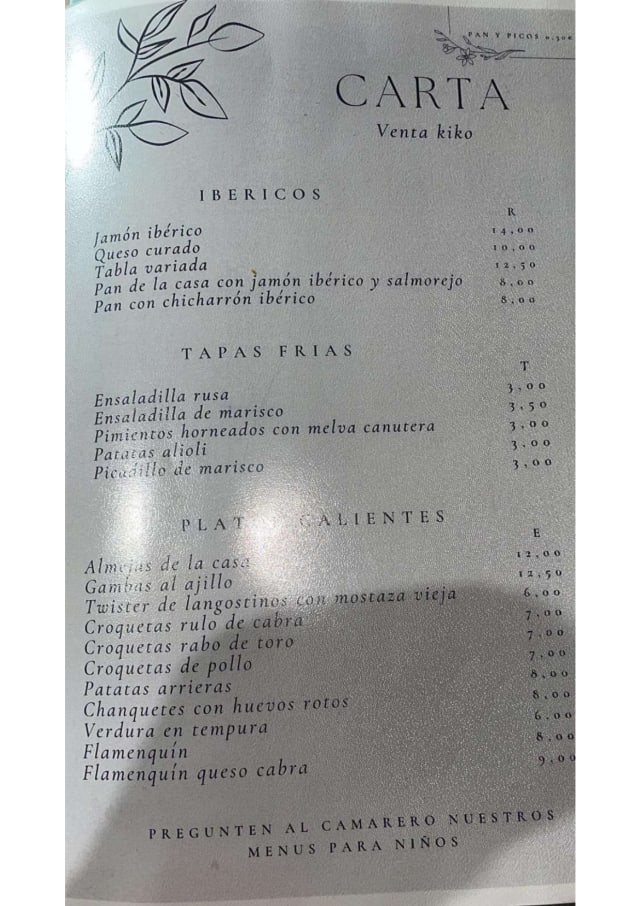 PAN Y PICOS 0.50€
CARTA
Venta kiko
IBERICOS
R
Jamón ibérico 14,00
Queso curado 10,00
Tabla variada 12,50
Pan de la casa con jamón ibérico y salmorejo 8,00
Pan con chicharrón ibérico 8,00
TAPAS FRIAS
T
Ensaladilla rusa 3,00
Ensaladilla de marisco 3,50
Pimientos horneados con melva canutera 3,00
Patatas alioli 3,00
Picadillo de marisco 3,00
PLATOS CALIENTES
E
Almejas de la casa 12,00
Gambas al ajillo 12,50
Twister de langostinos con mostaza vieja 6,00
Croquetas rulo de cabra 7,00
Croquetas rabo de toro 7,00
Croquetas de pollo 7,00
Patatas arrieras 8,00
Chanquetes con huevos rotos 8,00
Verdura en tempura 6,00
Flamenquín 8,00
Flamenquín queso cabra 9,00
PREGUNTEN AL CAMARERO NUESTROS
MENUS PARA NIÑOS